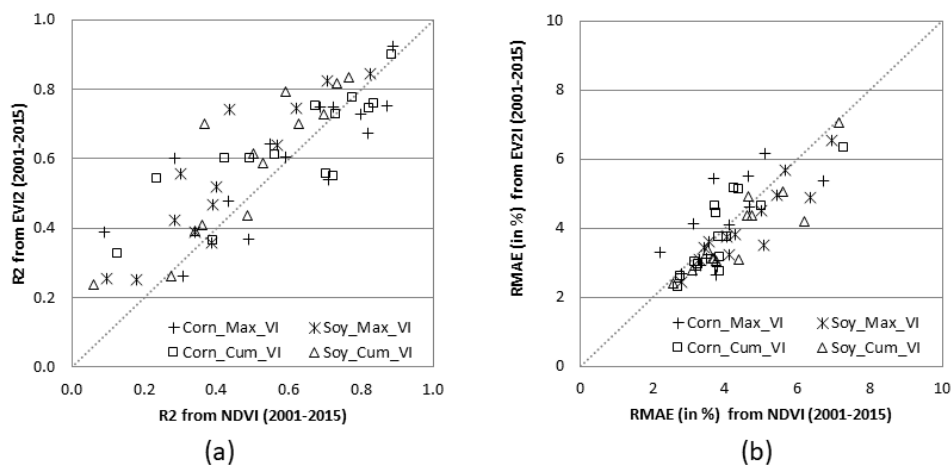 R2 from EVI2 (2001-2015)
1.0
0.8
0.6
0.4
0.2
0.0
Corn_Max_VI Soy_Max_VI
Corn_Cum_VI Soy_Cum_VI
0.0 0.2 0.4 0.6 0.8 1.0
R2 from NDVI (2001-2015)
(a)
RMAE (in %) from EV2I (2001-2015)
10
8
6
4
2
0
Corn_Max_VI Soy_Max_VI
Corn_Cum_VI Soy_Cum_VI
0 2 4 6 8 10
RMAE (in %) from NDVI (2001-2015)
(b)